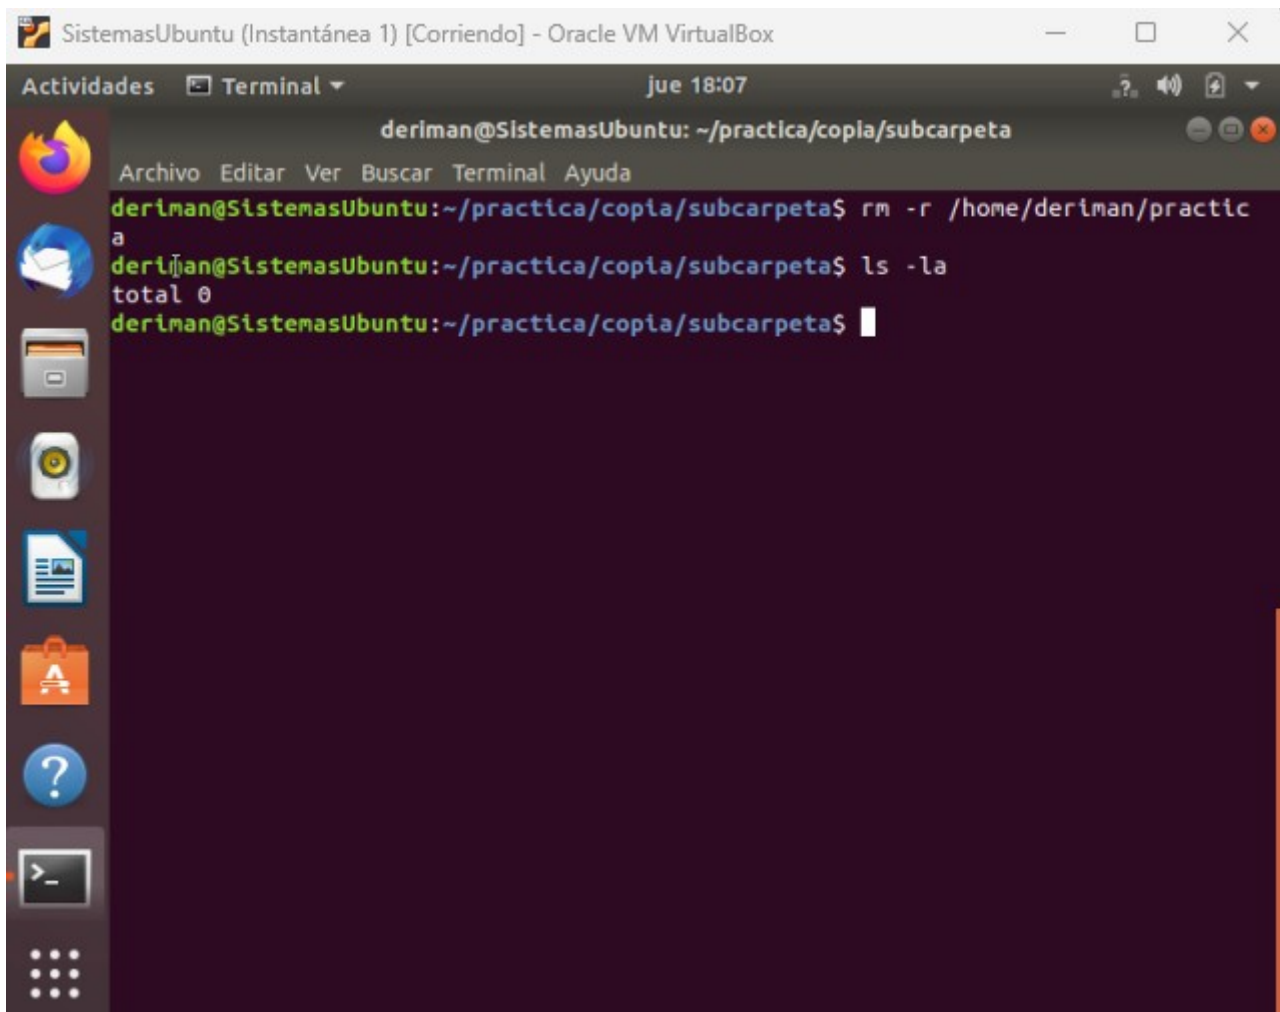 SistemasUbuntu (Instantánea 1) [Corriendo] - Oracle VM VirtualBox
Actividades Terminal jue 18:07
deriman@SistemasUbuntu: ~/practica/copia/subcarpeta
Archivo Editar Ver Buscar Terminal Ayuda
deriman@SistemasUbuntu:~/practica/copia/subcarpeta$ rm -r /home/deriman/practic
a
deriman@SistemasUbuntu:~/practica/copia/subcarpeta$ ls -la
total 0
deriman@SistemasUbuntu:~/practica/copia/subcarpeta$